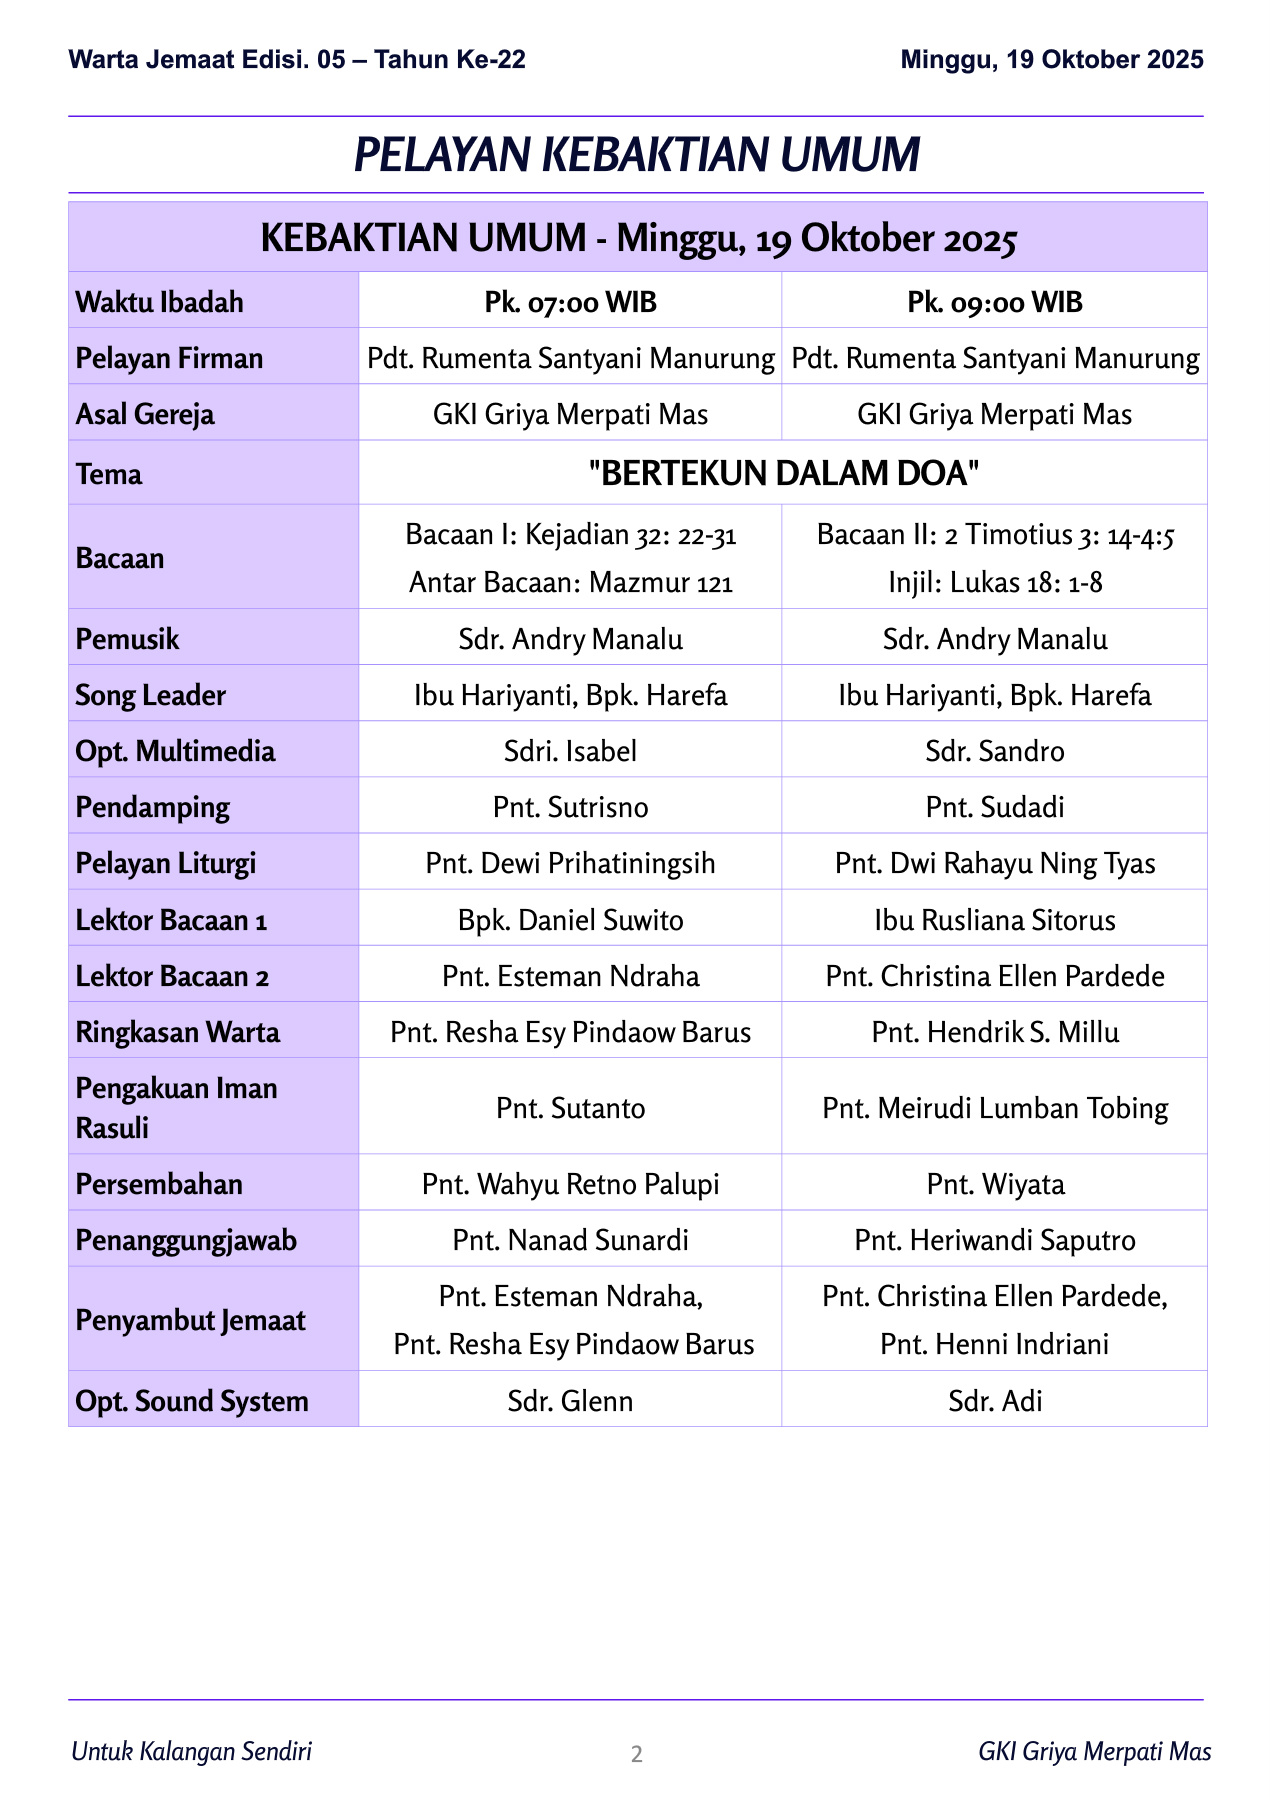 Warta Jemaat Edisi. 05 – Tahun Ke-22 Minggu, 19 Oktober 2025
PELAYAN KEBAKTIAN UMUM
KEBAKTIAN UMUM - Minggu, 19 Oktober 2025
Waktu Ibadah Pk. 07:00 WIB Pk. 09:00 WIB
Pelayan Firman Pdt. Rumenta Santyani Manurung Pdt. Rumenta Santyani Manurung
Asal Gereja GKI Griya Merpati Mas GKI Griya Merpati Mas
Tema "BERTEKUN DALAM DOA"
Bacaan
Bacaan I: Kejadian 32: 22-31 Bacaan II: 2 Timotius 3: 14-4:5
Antar Bacaan: Mazmur 121 Injil: Lukas 18: 1-8
Pemusik Sdr. Andry Manalu Sdr. Andry Manalu
Song Leader Ibu Hariyanti, Bpk. Harefa Ibu Hariyanti, Bpk. Harefa
Opt. Multimedia Sdri. Isabel Sdr. Sandro
Pendamping Pnt. Sutrisno Pnt. Sudadi
Pelayan Liturgi Pnt. Dewi Prihatiningsih Pnt. Dwi Rahayu Ning Tyas
Lektor Bacaan 1 Bpk. Daniel Suwito Ibu Rusliana Sitorus
Lektor Bacaan 2 Pnt. Esteman Ndraha Pnt. Christina Ellen Pardede
Ringkasan Warta Pnt. Resha Esy Pindaow Barus Pnt. Hendrik S. Millu
Pengakuan Iman
Rasuli Pnt. Sutanto Pnt. Meirudi Lumban Tobing
Persembahan Pnt. Wahyu Retno Palupi Pnt. Wiyata
Penanggungjawab Pnt. Nanad Sunardi Pnt. Heriwandi Saputro
Penyambut Jemaat
Pnt. Esteman Ndraha, Pnt. Christina Ellen Pardede,
Pnt. Resha Esy Pindaow Barus Pnt. Henni Indriani
Opt. Sound System Sdr. Glenn Sdr. Adi
Untuk Kalangan Sendiri 2 GKI Griya Merpati Mas